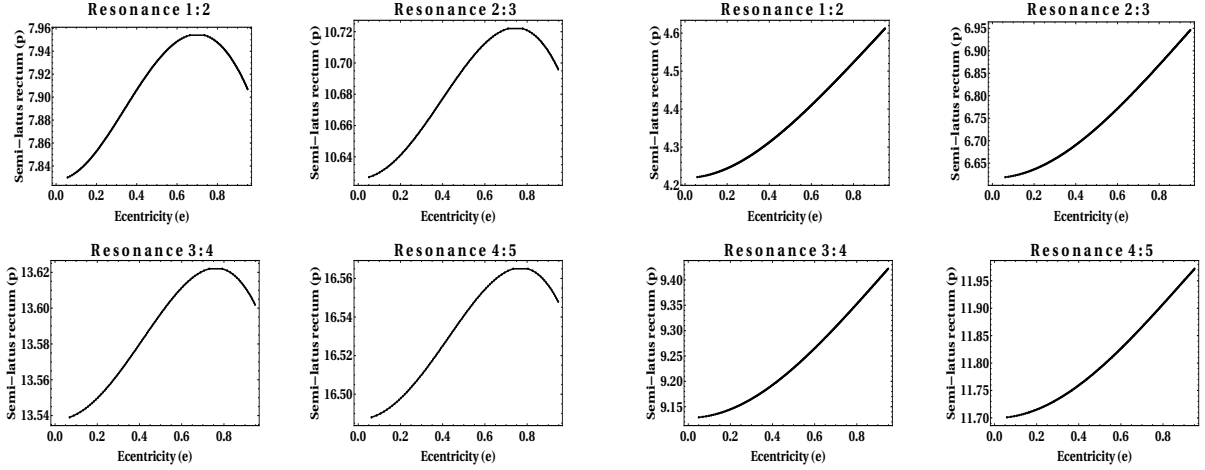 Resonance 1:2
Semi-latus rectum (p)
7.96
7.94
7.92
7.90
7.88
7.86
7.84
0.0 0.2 0.4 0.6 0.8
Eccentricity (e)
Resonance 2:3
Semi-latus rectum (p)
10.72
10.70
10.68
10.66
10.64
0.0 0.2 0.4 0.6 0.8
Eccentricity (e)
Resonance 1:2
Semi-latus rectum (p)
4.6
4.5
4.4
4.3
4.2
0.0 0.2 0.4 0.6 0.8
Eccentricity (e)
Resonance 2:3
Semi-latus rectum (p)
6.95
6.90
6.85
6.80
6.75
6.70
6.65
0.0 0.2 0.4 0.6 0.8
Eccentricity (e)
Resonance 3:4
Semi-latus rectum (p)
13.62
13.60
13.58
13.56
13.54
0.0 0.2 0.4 0.6 0.8
Eccentricity (e)
Resonance 4:5
Semi-latus rectum (p)
16.56
16.54
16.52
16.50
0.0 0.2 0.4 0.6 0.8
Eccentricity (e)
Resonance 3:4
Semi-latus rectum (p)
9.40
9.35
9.30
9.25
9.20
9.15
0.0 0.2 0.4 0.6 0.8
Eccentricity (e)
Resonance 4:5
Semi-latus rectum (p)
11.95
11.90
11.85
11.80
11.75
11.70
0.0 0.2 0.4 0.6 0.8
Eccentricity (e)